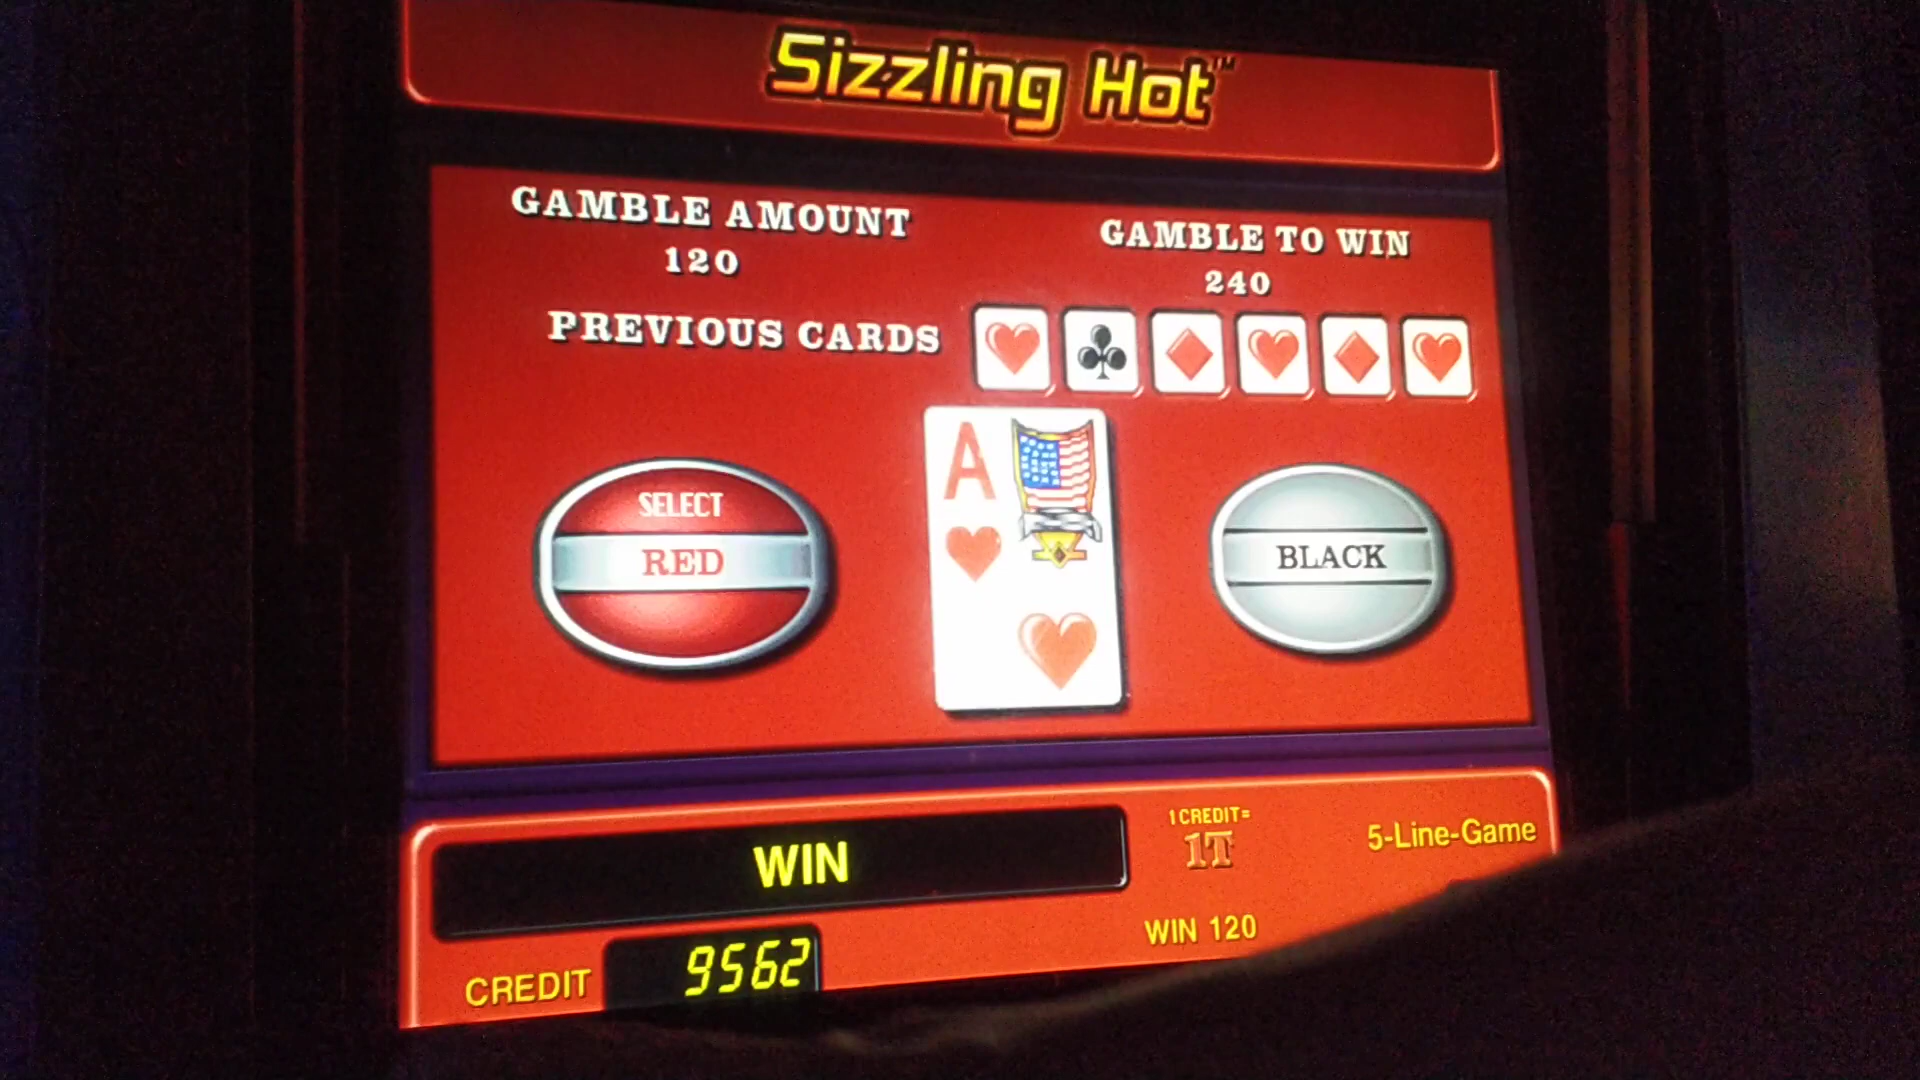 Sizzling Hot™
GAMBLE AMOUNT
120
GAMBLE TO WIN
240
PREVIOUS CARDS
A
SELECT
RED
BLACK
WIN
1 CREDIT=
1T
5-Line-Game
WIN 120
CREDIT 9562